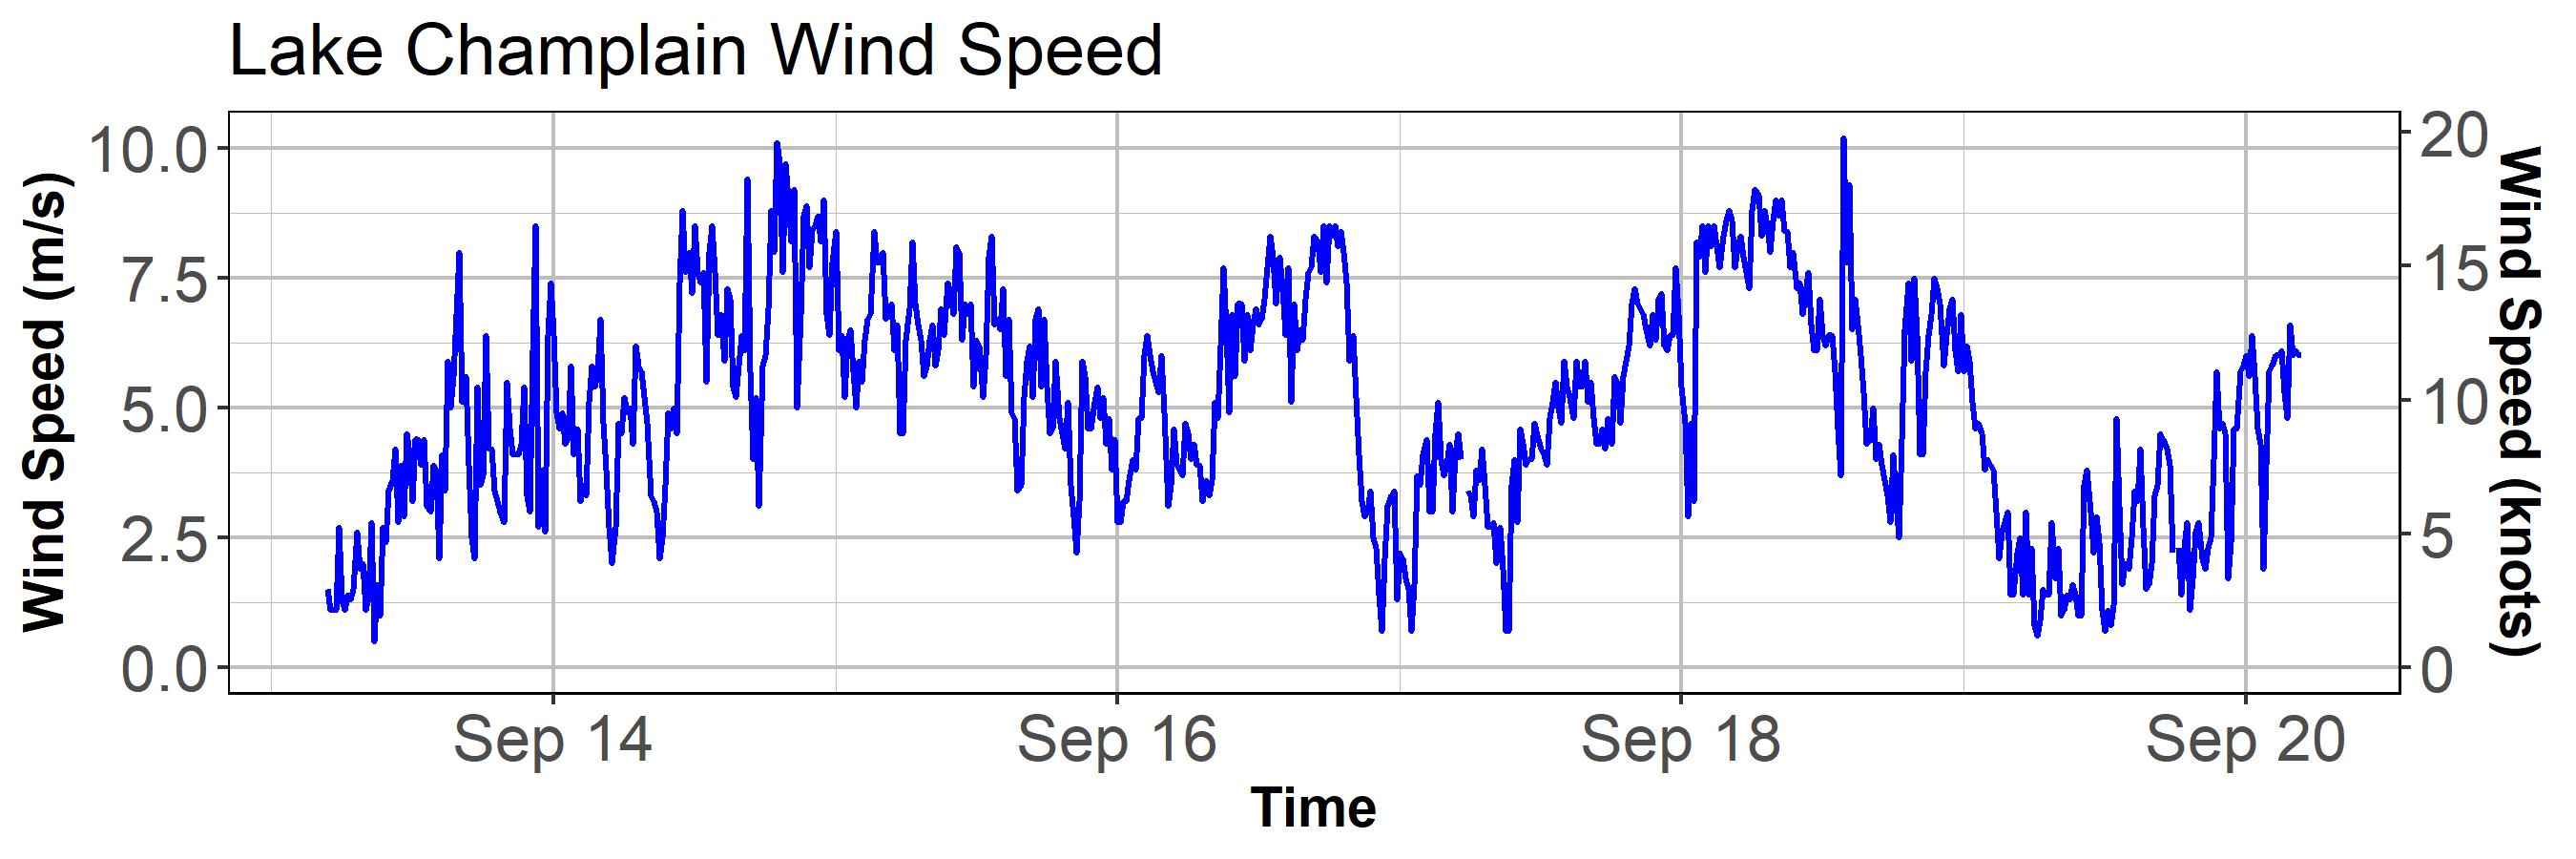 Lake Champlain Wind Speed
Wind Speed (m/s)
10.0
7.5
5.0
2.5
0.0
20
15
10
5
0
Wind Speed (knots)
Sep 14
Sep 16
Sep 18
Sep 20
Time